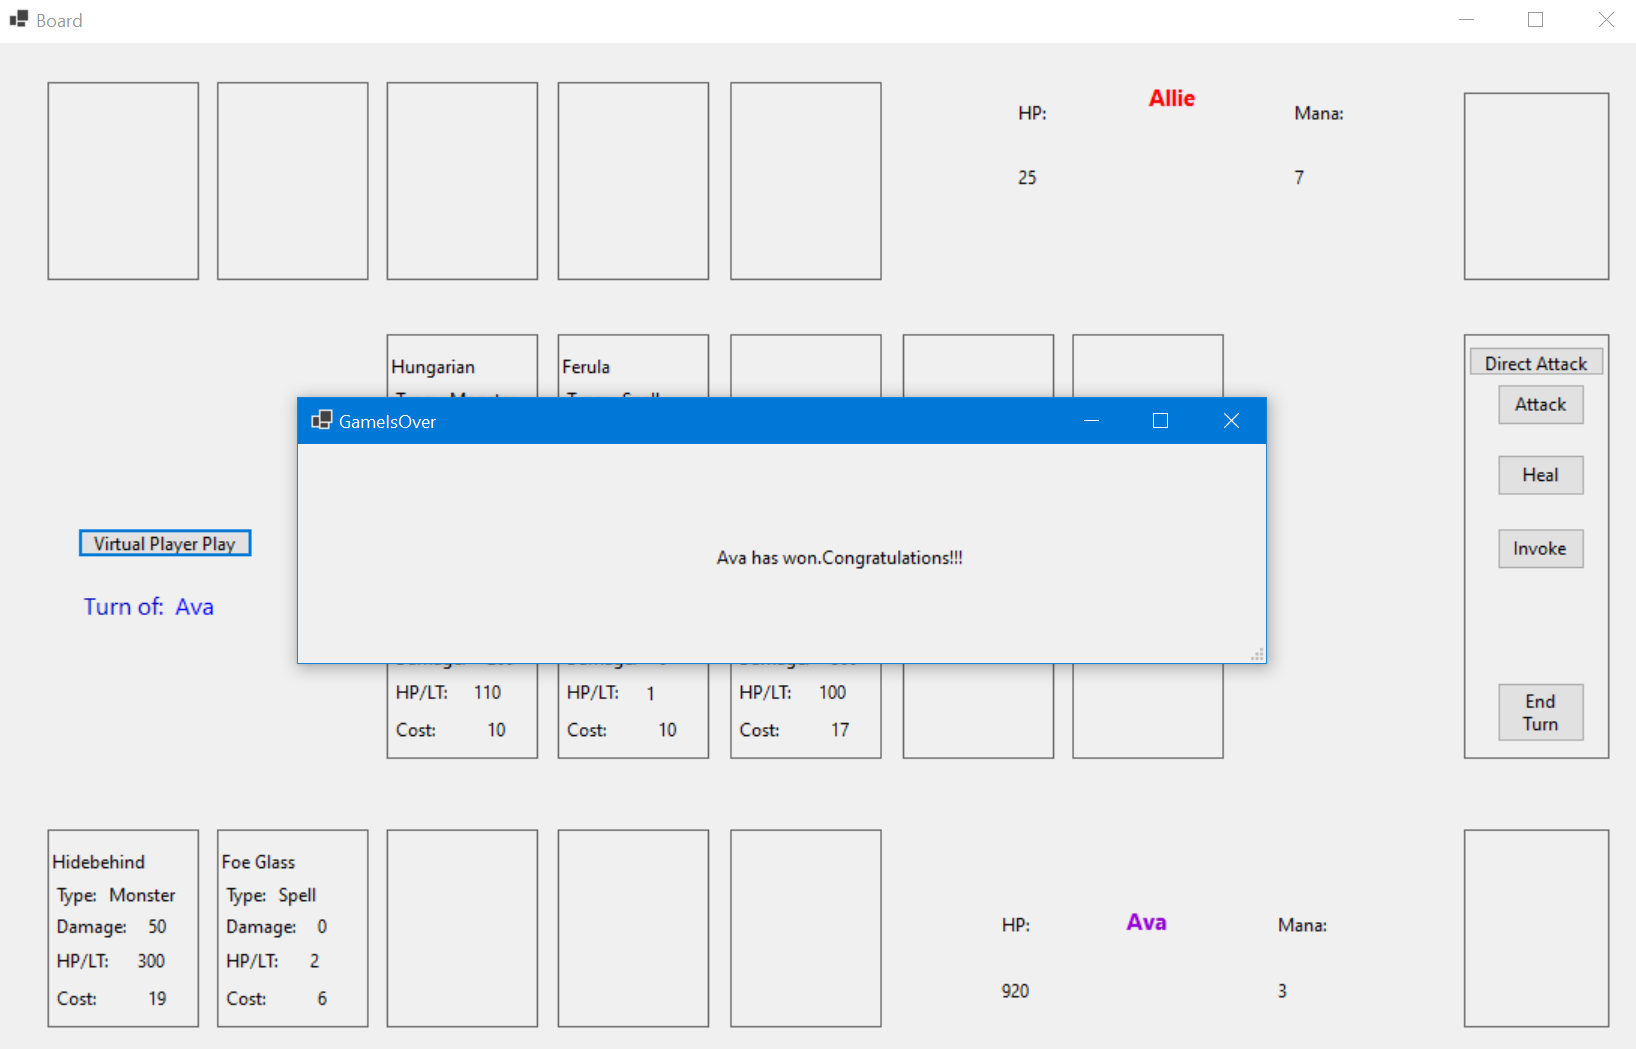 Board
Allie
HP:
Mana:
25
7
Hungarian
Ferula
Direct Attack
Attack
Heal
Invoke
End
Turn
GameIsOver
Ava has won.Congratulations!!!
Virtual Player Play
Turn of: Ava
HP/LT: 110
HP/LT: 1
HP/LT: 100
Cost: 10
Cost: 10
Cost: 17
Hidebehind
Type: Monster
Damage: 50
HP/LT: 300
Cost: 19
Foe Glass
Type: Spell
Damage: 0
HP/LT: 2
Cost: 6
HP:
Ava
Mana:
920
3